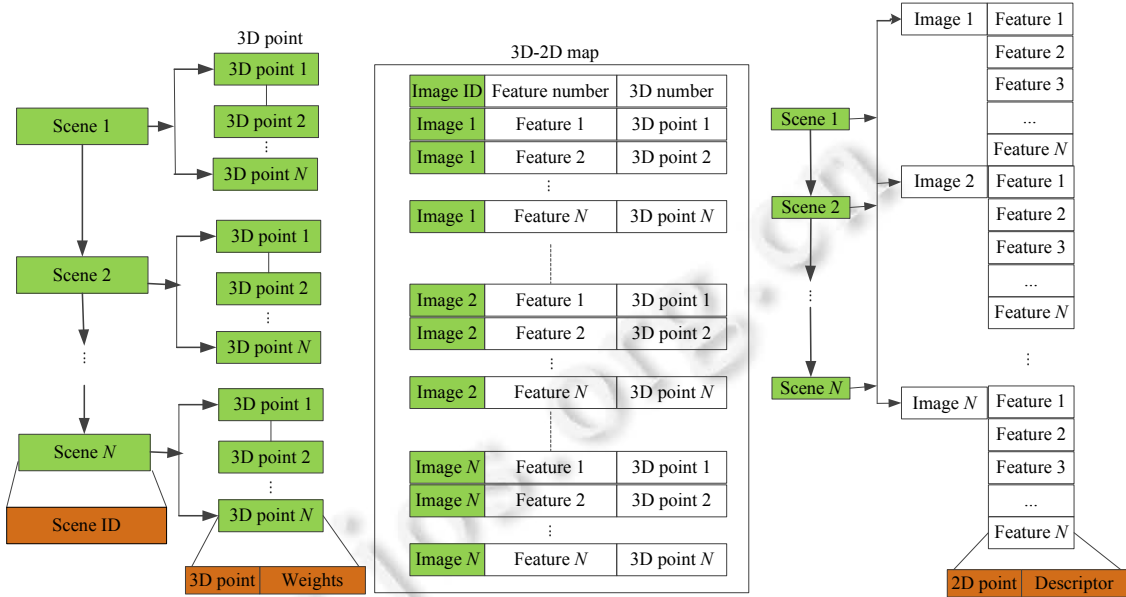 3D point
3D point 1
Scene 1
3D point 2
⋮
3D point N
3D point 1
Scene 2
3D point 2
⋮
3D point N
⋮
3D point 1
Scene N
3D point 2
⋮
3D point N
Scene ID
3D point Weights
3D-2D map
Image ID Feature number 3D number
Image 1 Feature 1 3D point 1
Image 1 Feature 2 3D point 2
⋮
Image 1 Feature N 3D point N
Image 2 Feature 1 3D point 1
Image 2 Feature 2 3D point 2
⋮
Image 2 Feature N 3D point N
Image N Feature 1 3D point 1
Image N Feature 2 3D point 2
⋮
Image N Feature N 3D point N
Scene 1
Scene 2
⋮
Scene N
Image 1 Feature 1
Feature 2
Feature 3
...
Feature N
Image 2 Feature 1
Feature 2
Feature 3
...
Feature N
⋮
Image N Feature 1
Feature 2
Feature 3
...
Feature N
2D point Descriptor
jos.org.cn